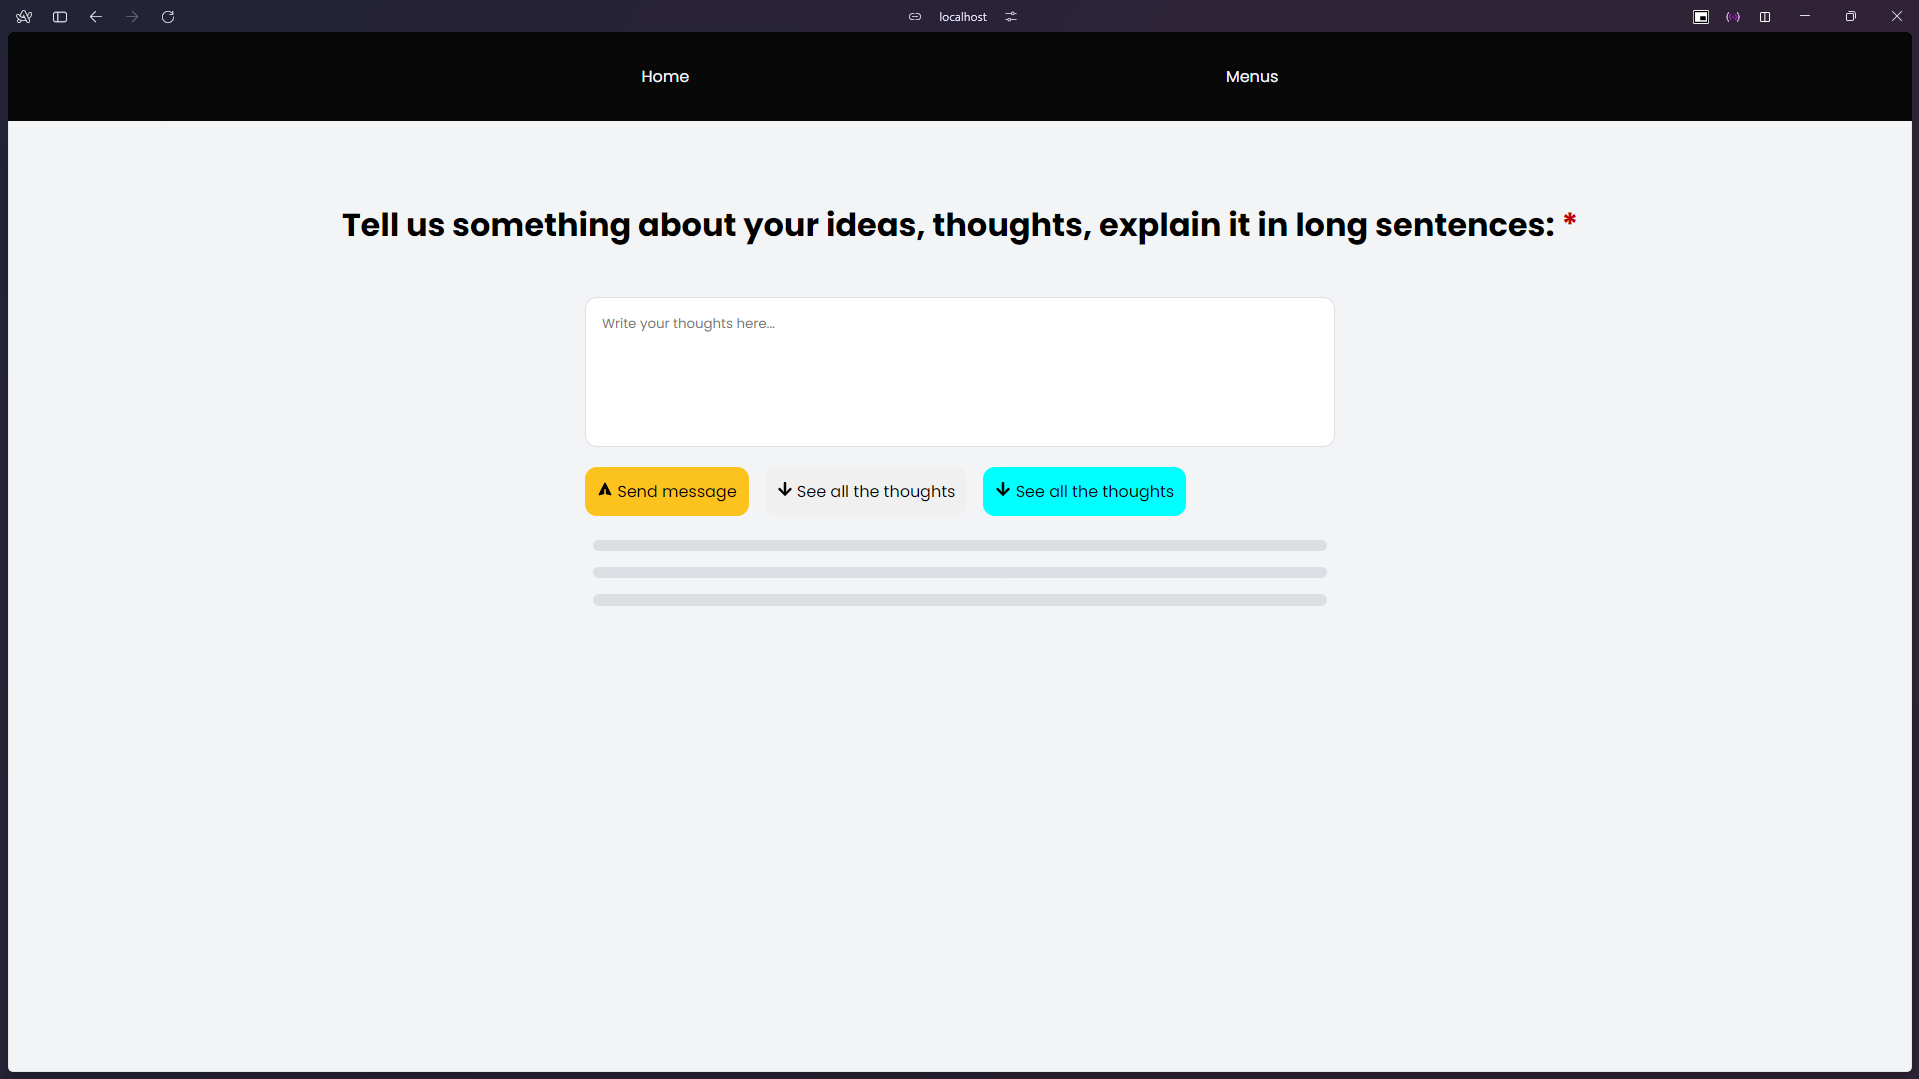 localhost
Home Menus
Tell us something about your ideas, thoughts, explain it in long sentences: *
Write your thoughts here...
Send message See all the thoughts See all the thoughts